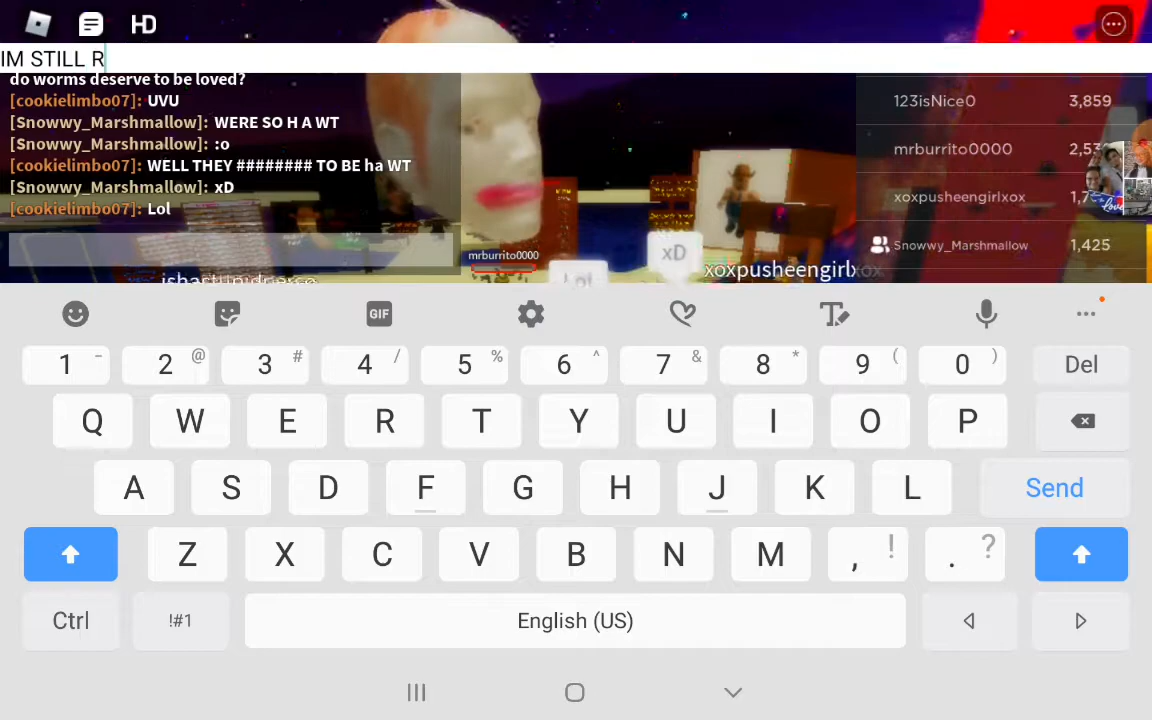 HD
IM STILL R
do worms deserve to be loved?
[cookielimbo07]: UVU
[Snowwy_Marshmallow]: WERE SO H A WT
[Snowwy_Marshmallow]: :o
[cookielimbo07]: WELL THEY ######## TO BE ha WT
[Snowwy_Marshmallow]: xD
[cookielimbo07]: Lol
123isNice0 3,859
mrburrito0000
xoxpusheengirlxox
Snowwy_Marshmallow 1,425
mrburrito0000
xD
Lol
xoxpusheengirlxox
GIF
1 - 2 @ 3 # 4 / 5 % 6 ^ 7 & 8 * 9 ( 0 ) Del
Q W E R T Y U I O P
A S D F G H J K L Send
Z X C V B N M , ! . ?
Ctrl !#1 English (US)